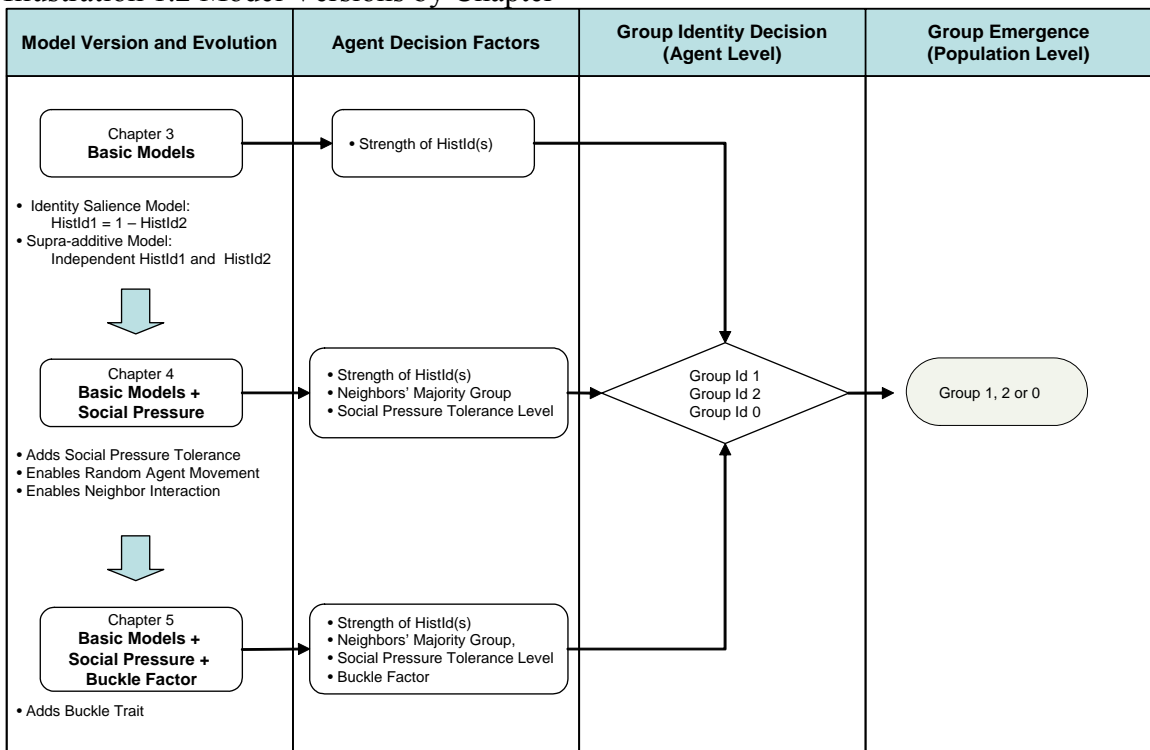 Illustration 1.2 Model Versions by Chapter
Model Version and Evolution
Agent Decision Factors
Group Identity Decision
(Agent Level)
Group Emergence
(Population Level)
Chapter 3
Basic Models
• Strength of HistId(s)
• Identity Salience Model:
HistId1 = 1 – HistId2
• Supra-additive Model:
Independent HistId1 and HistId2
Chapter 4
Basic Models +
Social Pressure
• Strength of HistId(s)
• Neighbors' Majority Group
• Social Pressure Tolerance Level
Group Id 1
Group Id 2
Group Id 0
Group 1, 2 or 0
• Adds Social Pressure Tolerance
• Enables Random Agent Movement
• Enables Neighbor Interaction
Chapter 5
Basic Models +
Social Pressure +
Buckle Factor
• Strength of HistId(s)
• Neighbors' Majority Group,
• Social Pressure Tolerance Level
• Buckle Factor
• Adds Buckle Trait